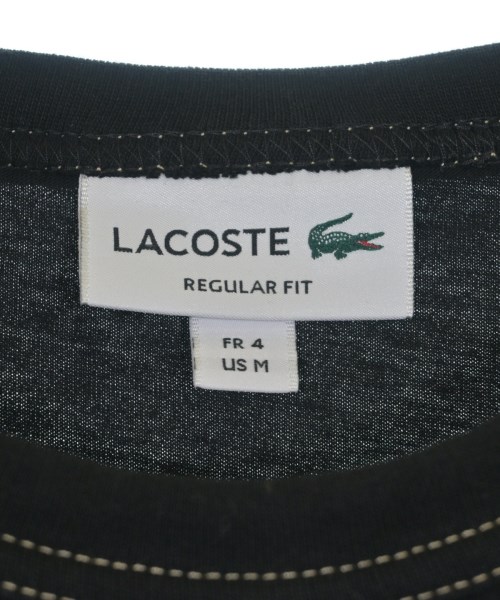 LACOSTE
REGULAR FIT
FR 4
US M